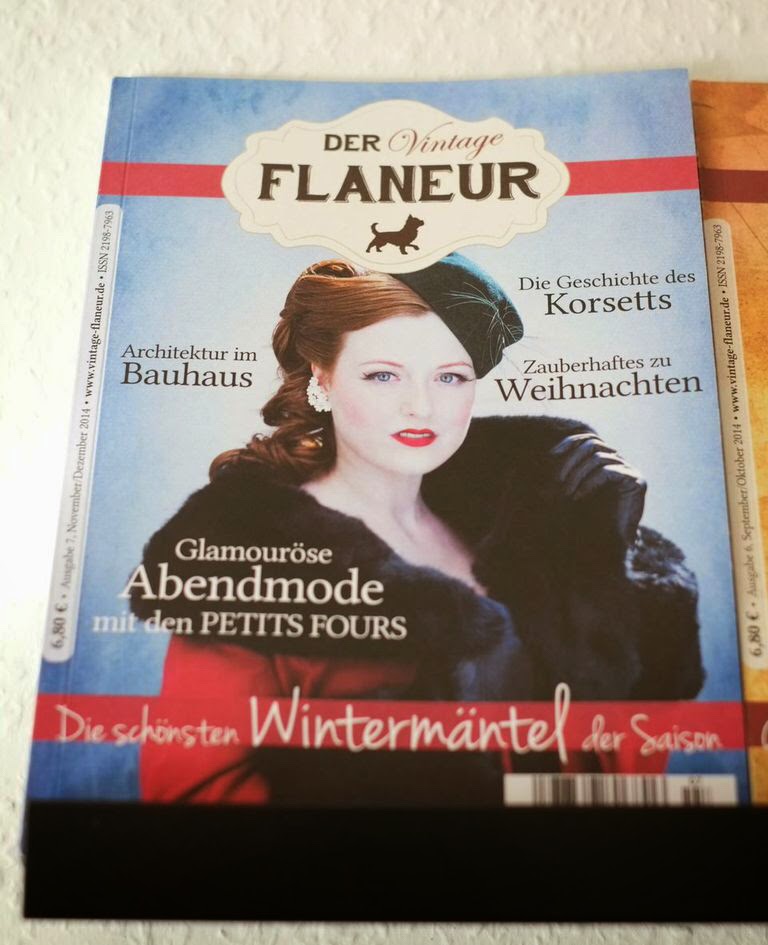 DER Vintage
FLANEUR
Die Geschichte des
Korsetts
Architektur im
Bauhaus
Zauberhaftes zu
Weihnachten
Glamouröse
Abendmode
mit den PETITS FOURS
Die schönsten Wintermäntel der Saison
6,80 € • Ausgabe 7, November/Dezember 2014 • www.vintage-flaneur.de • ISSN 2198-7963
6,80 € • Ausgabe 6, September/Oktober 2014 • www.vintage-flaneur.de • ISSN 2198-7963